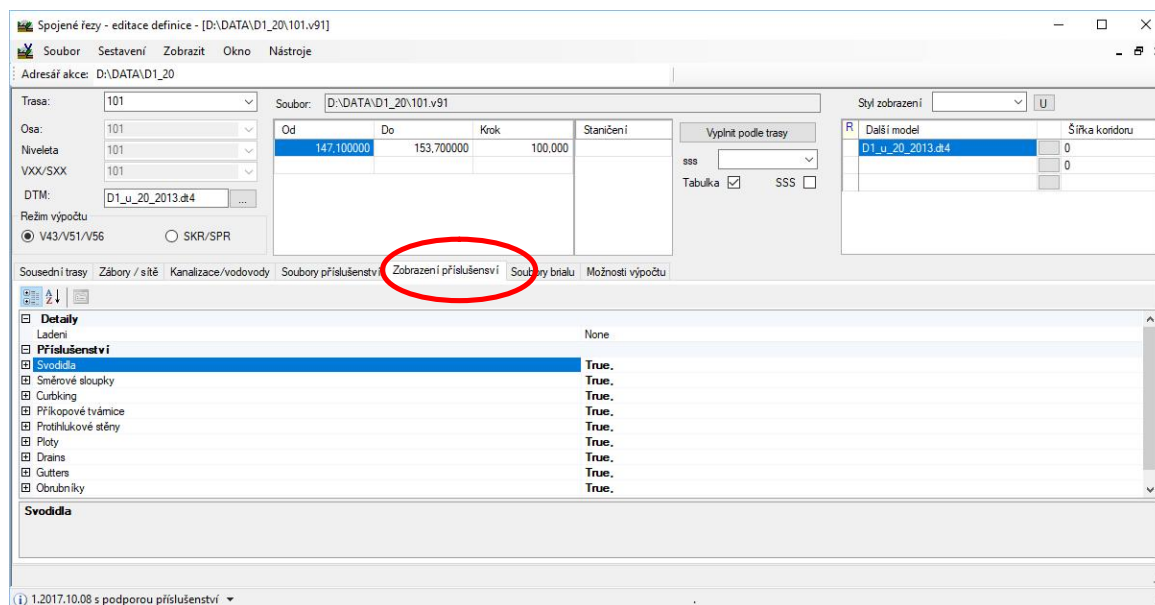 Spojené řezy - editace definice - [D:\DATA\D1_20\101.v91]
Soubor Sestavení Zobrazit Okno Nástroje
Adresář akce: D:\DATA\D1_20
Trasa: 101 Soubor: D:\DATA\D1_20\101.v91 Styl zobrazení U
Osa: 101 Od Do Krok Staničení Vyplnit podle trasy R Další model Šířka koridoru
Niveleta 101 147,100000 153,700000 100,000 D1_u_20_2013.dt4 0
VXX/SXX 101 sss 0
DTM: D1_u_20_2013.dt4 ... Tabulka SSS
Režim výpočtu
V43/V51/V56 SKR/SPR
Sousední trasy Zábory / sítě Kanalizace/vodovody Soubory příslušenství Zobrazení příslušensví Soubory brialu Možnosti výpočtu
Detaily
Ladeni None
Příslušenství
Svodidla True,
Směrové sloupky True,
Curbking True,
Příkopové tvárnice True,
Protihlukové stěny True,
Ploty True,
Drains True,
Gutters True,
Obrubníky True,
Svodidla
1.2017.10.08 s podporou příslušenství